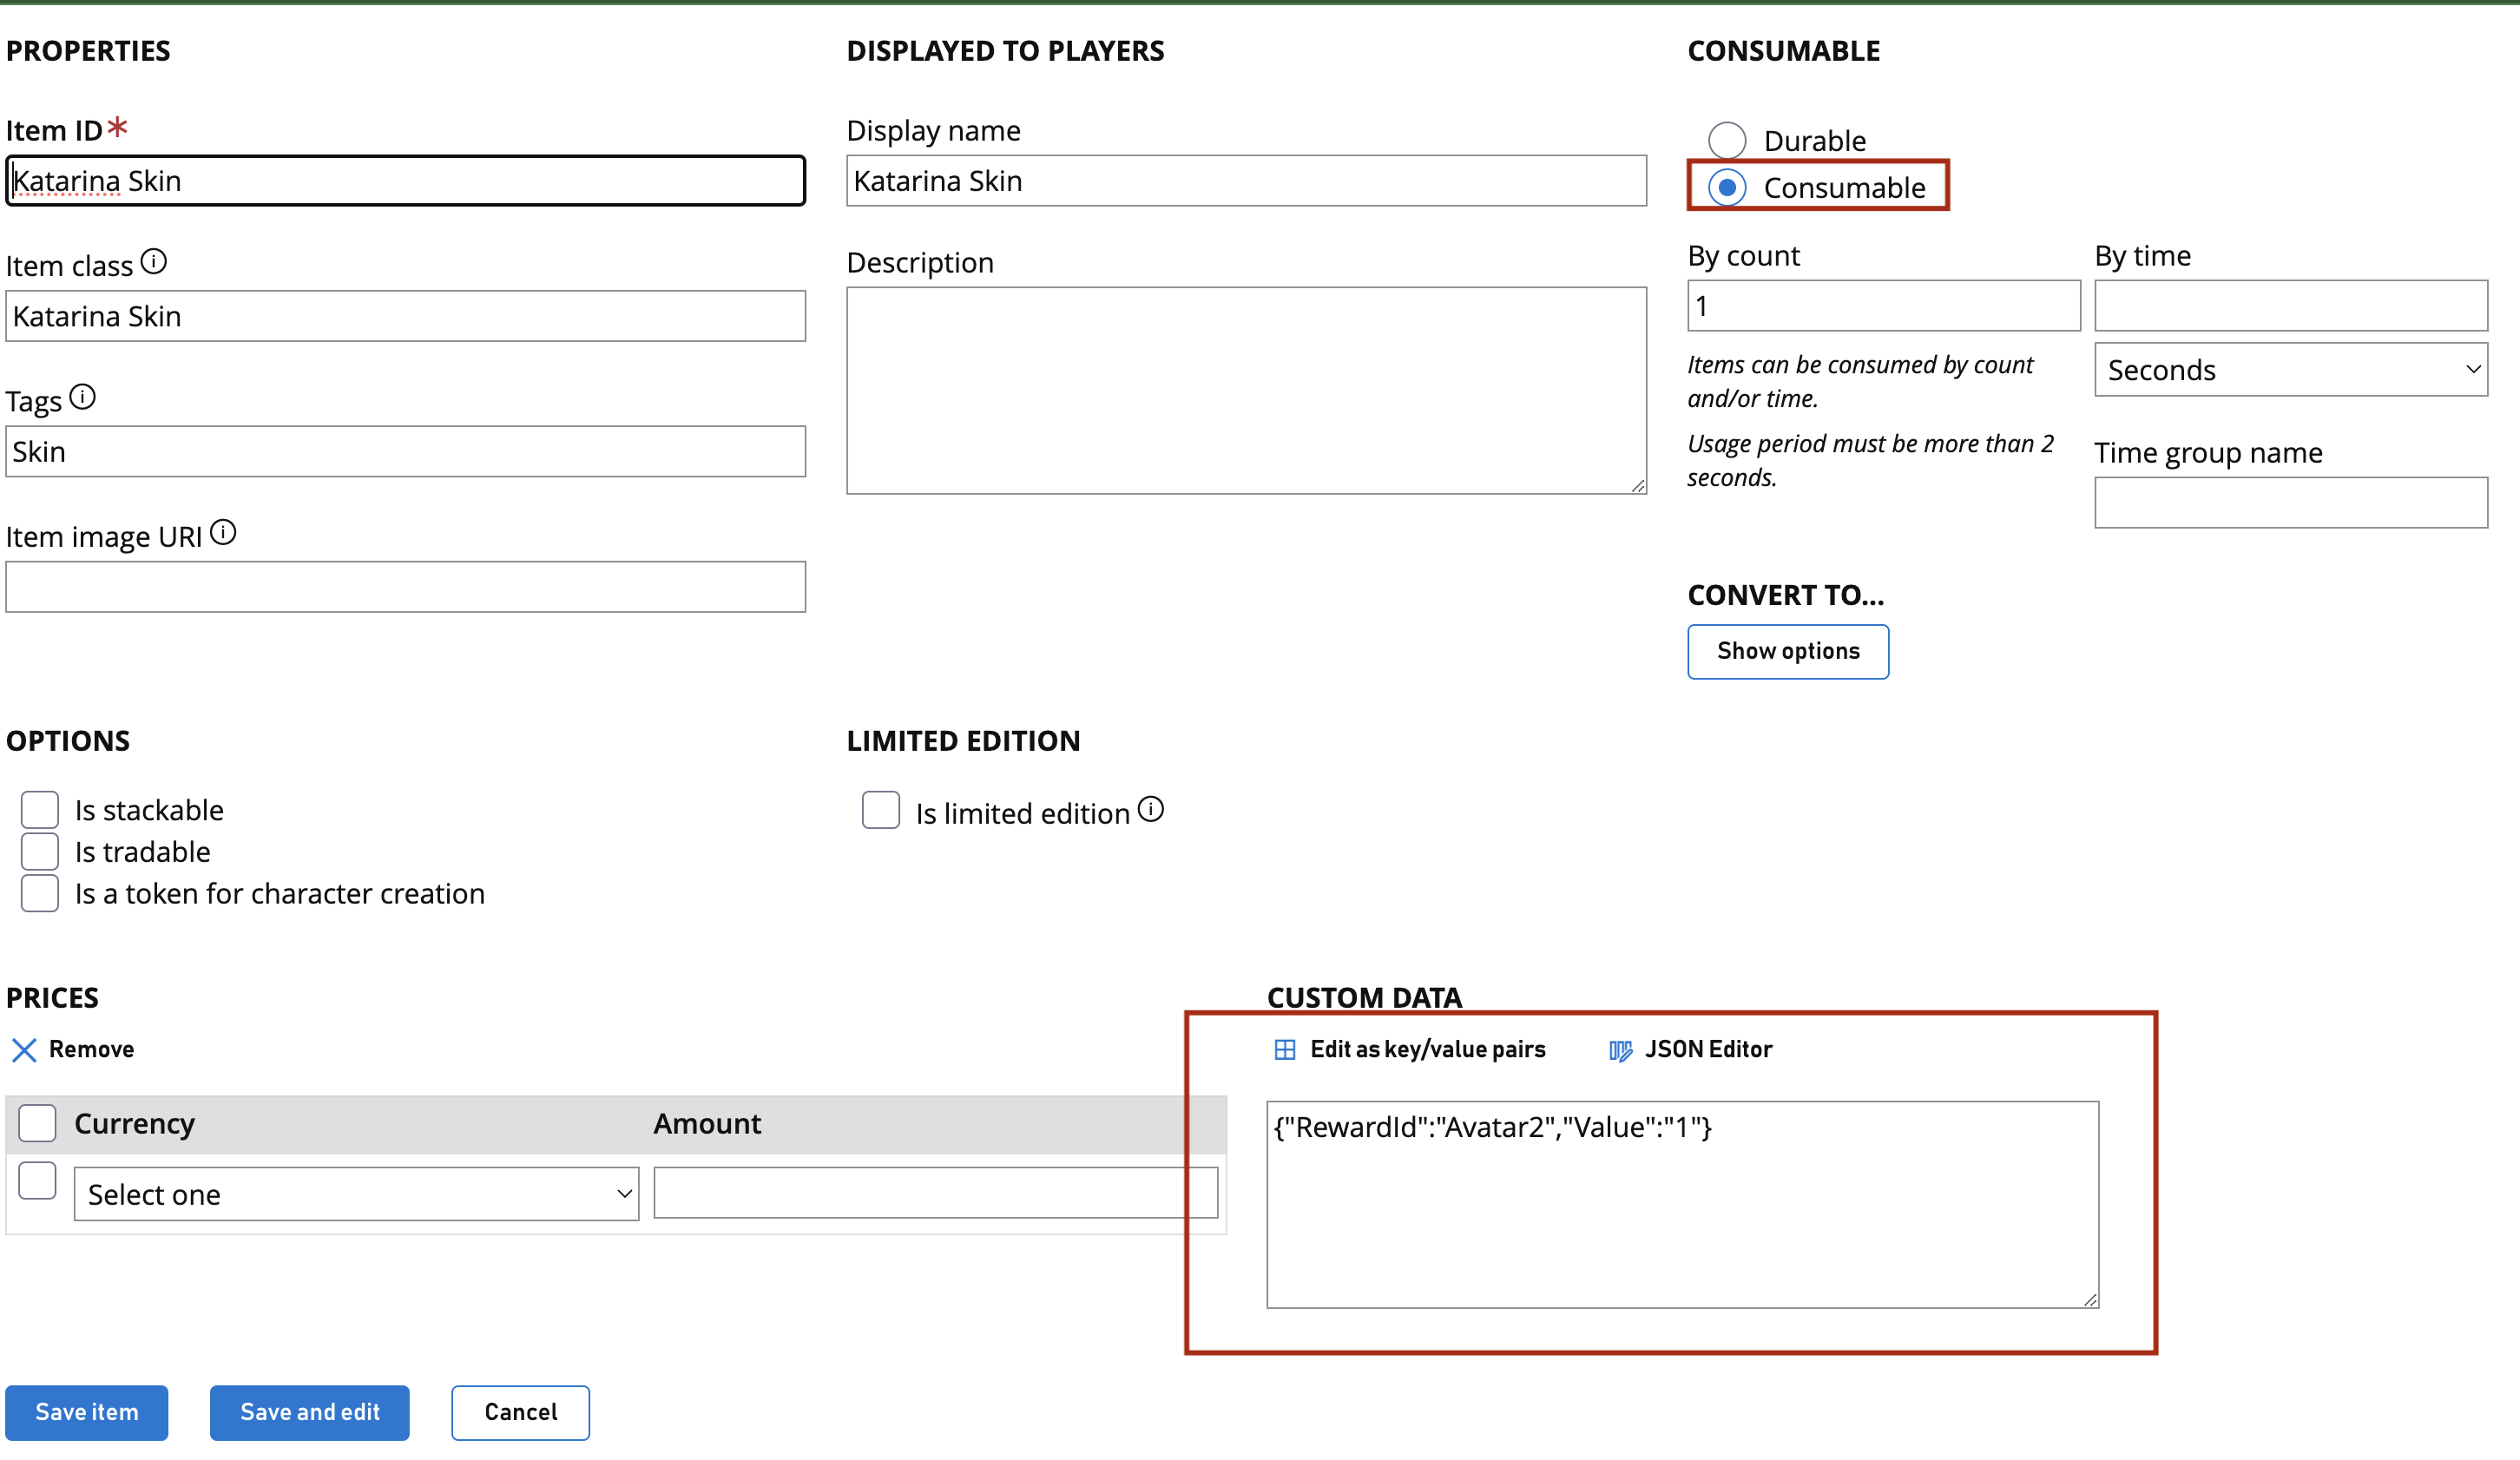 PROPERTIES
Item ID*
Katarina Skin
Item class
Katarina Skin
Tags
Skin
Item image URI
DISPLAYED TO PLAYERS
Display name
Katarina Skin
Description
CONSUMABLE
Durable
Consumable
By count
1
Items can be consumed by count
and/or time.
Usage period must be more than 2
seconds.
By time
Seconds
Time group name
CONVERT TO...
Show options
OPTIONS
Is stackable
Is tradable
Is a token for character creation
LIMITED EDITION
Is limited edition
PRICES
Remove
Currency Amount
Select one
CUSTOM DATA
Edit as key/value pairs JSON Editor
{"RewardId":"Avatar2","Value":"1"}
Save item Save and edit Cancel